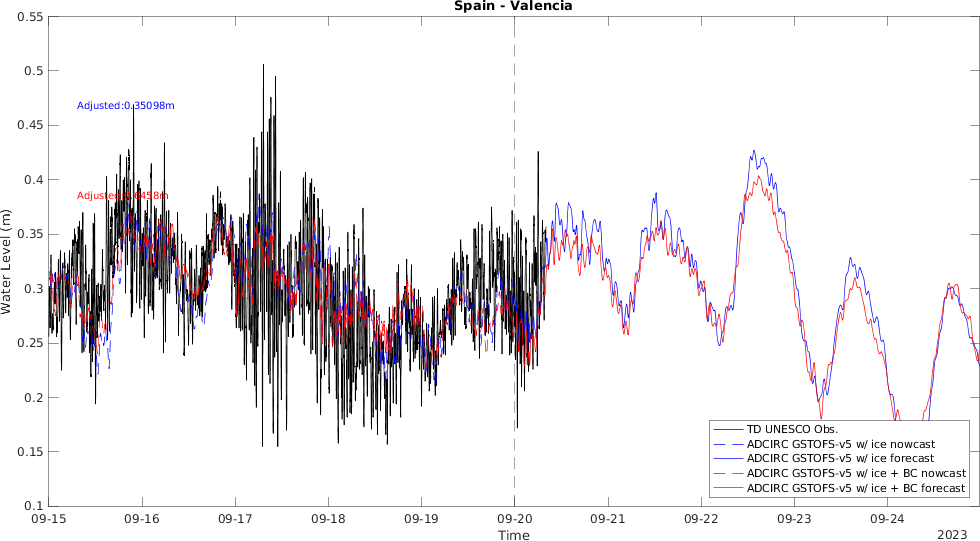 Spain - Valencia
0.55
0.5
0.45
0.4
0.35
0.3
0.25
0.2
0.15
0.1
Water Level (m)
Adjusted:0.35098m
TD UNESCO Obs.
ADCIRC GSTOFS-v5 w/ ice nowcast
ADCIRC GSTOFS-v5 w/ ice forecast
ADCIRC GSTOFS-v5 w/ ice + BC nowcast
ADCIRC GSTOFS-v5 w/ ice + BC forecast
09-15 09-16 09-17 09-18 09-19 09-20 09-21 09-22 09-23 09-24
Time
2023